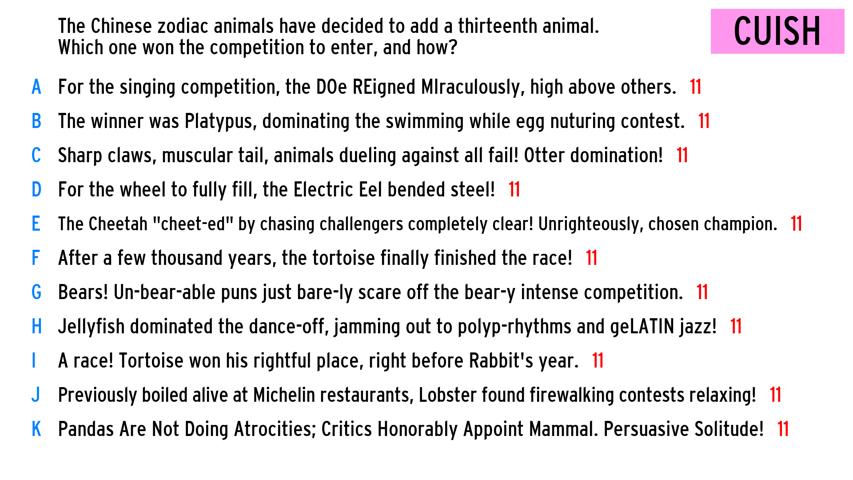 The Chinese zodiac animals have decided to add a thirteenth animal.
Which one won the competition to enter, and how?
CUISH
A For the singing competition, the DOe REigned MIraculously, high above others. 11
B The winner was Platypus, dominating the swimming while egg nuturing contest. 11
C Sharp claws, muscular tail, animals dueling against all fail! Otter domination! 11
D For the wheel to fully fill, the Electric Eel bended steel! 11
E The Cheetah "cheet-ed" by chasing challengers completely clear! Unrighteously, chosen champion. 11
F After a few thousand years, the tortoise finally finished the race! 11
G Bears! Un-bear-able puns just bare-ly scare off the bear-y intense competition. 11
H Jellyfish dominated the dance-off, jamming out to polyp-rhythms and geLATIN jazz! 11
I A race! Tortoise won his rightful place, right before Rabbit's year. 11
J Previously boiled alive at Michelin restaurants, Lobster found firewalking contests relaxing! 11
K Pandas Are Not Doing Atrocities; Critics Honorably Appoint Mammal. Persuasive Solitude! 11